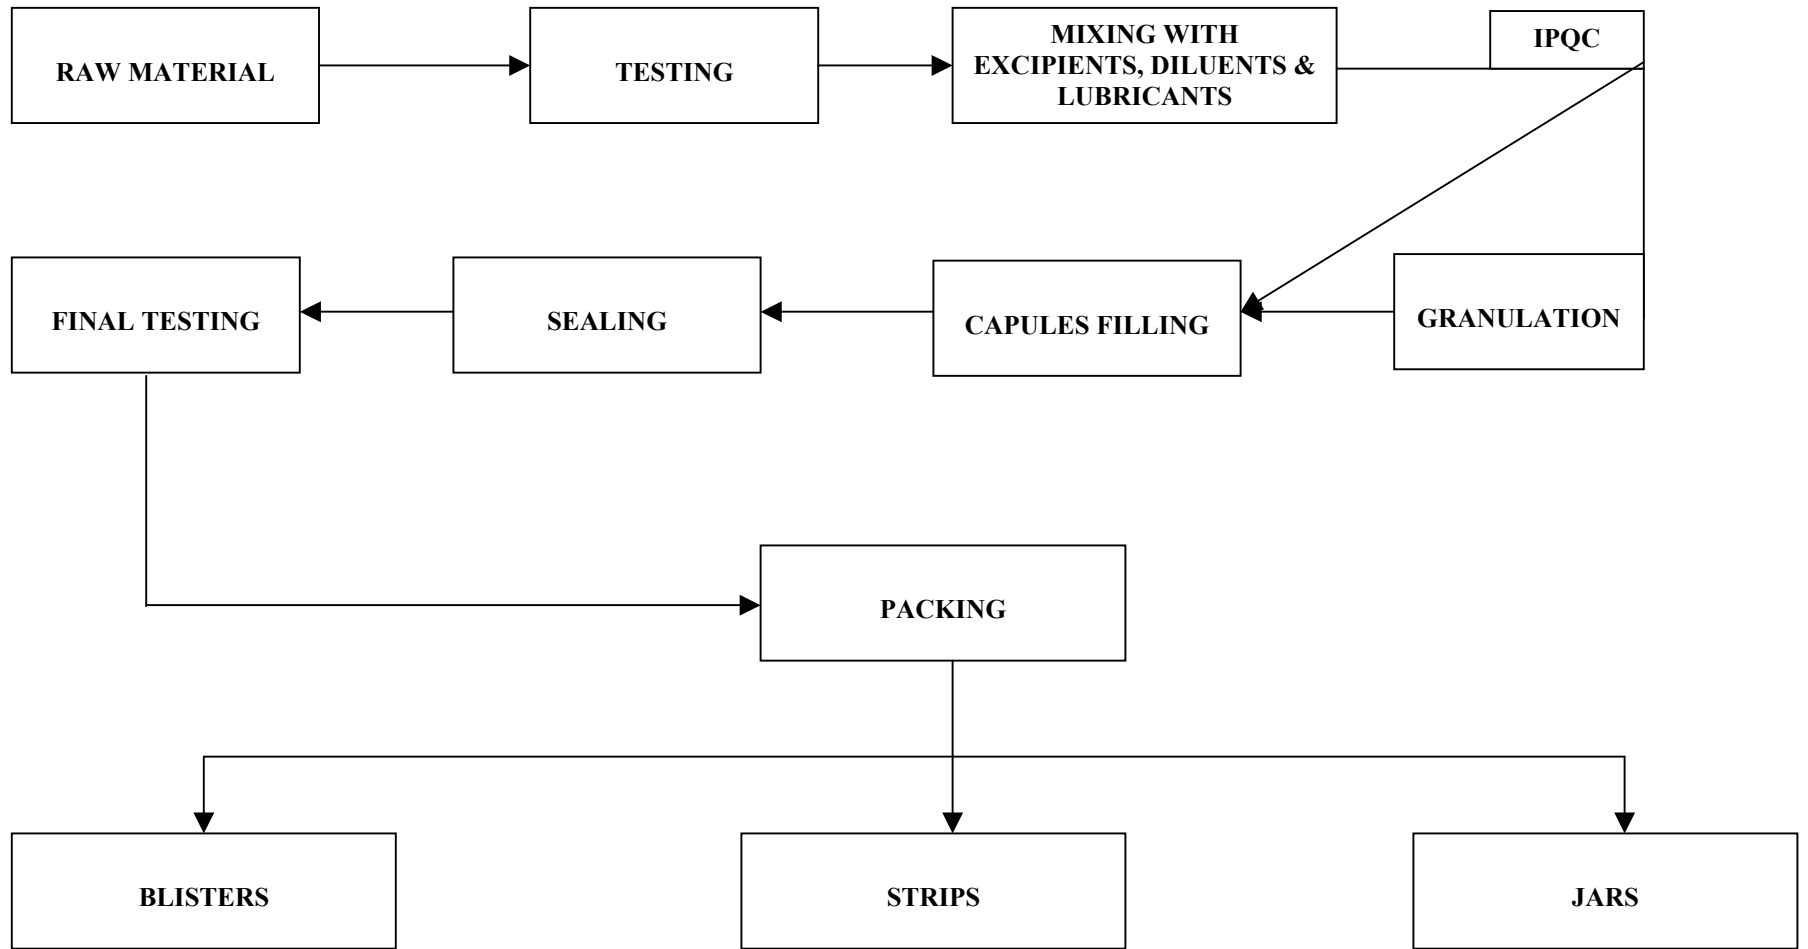 RAW MATERIAL
TESTING
MIXING WITH
EXCIPIENTS, DILUENTS &
LUBRICANTS
IPQC
FINAL TESTING
SEALING
CAPULES FILLING
GRANULATION
PACKING
BLISTERS
STRIPS
JARS